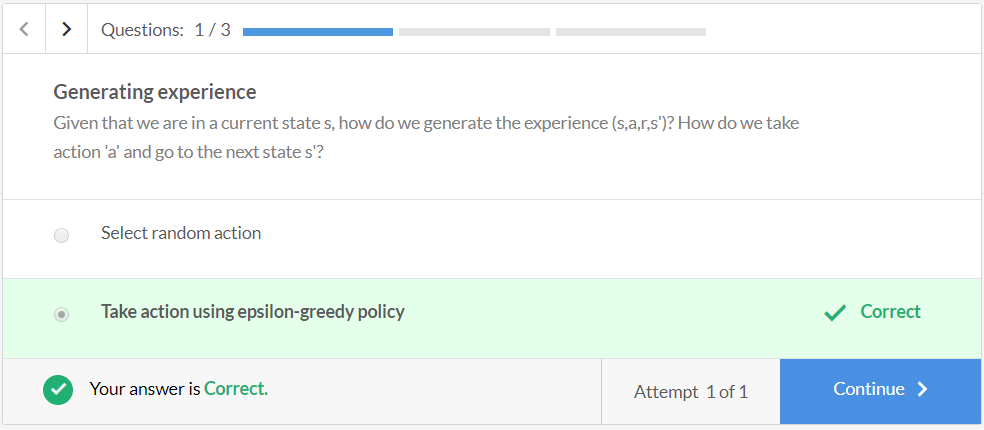 Questions: 1 / 3
Generating experience
Given that we are in a current state s, how do we generate the experience (s,a,r,s')? How do we take
action 'a' and go to the next state s'?
Select random action
Take action using epsilon-greedy policy
Correct
Your answer is Correct.
Attempt 1 of 1
Continue